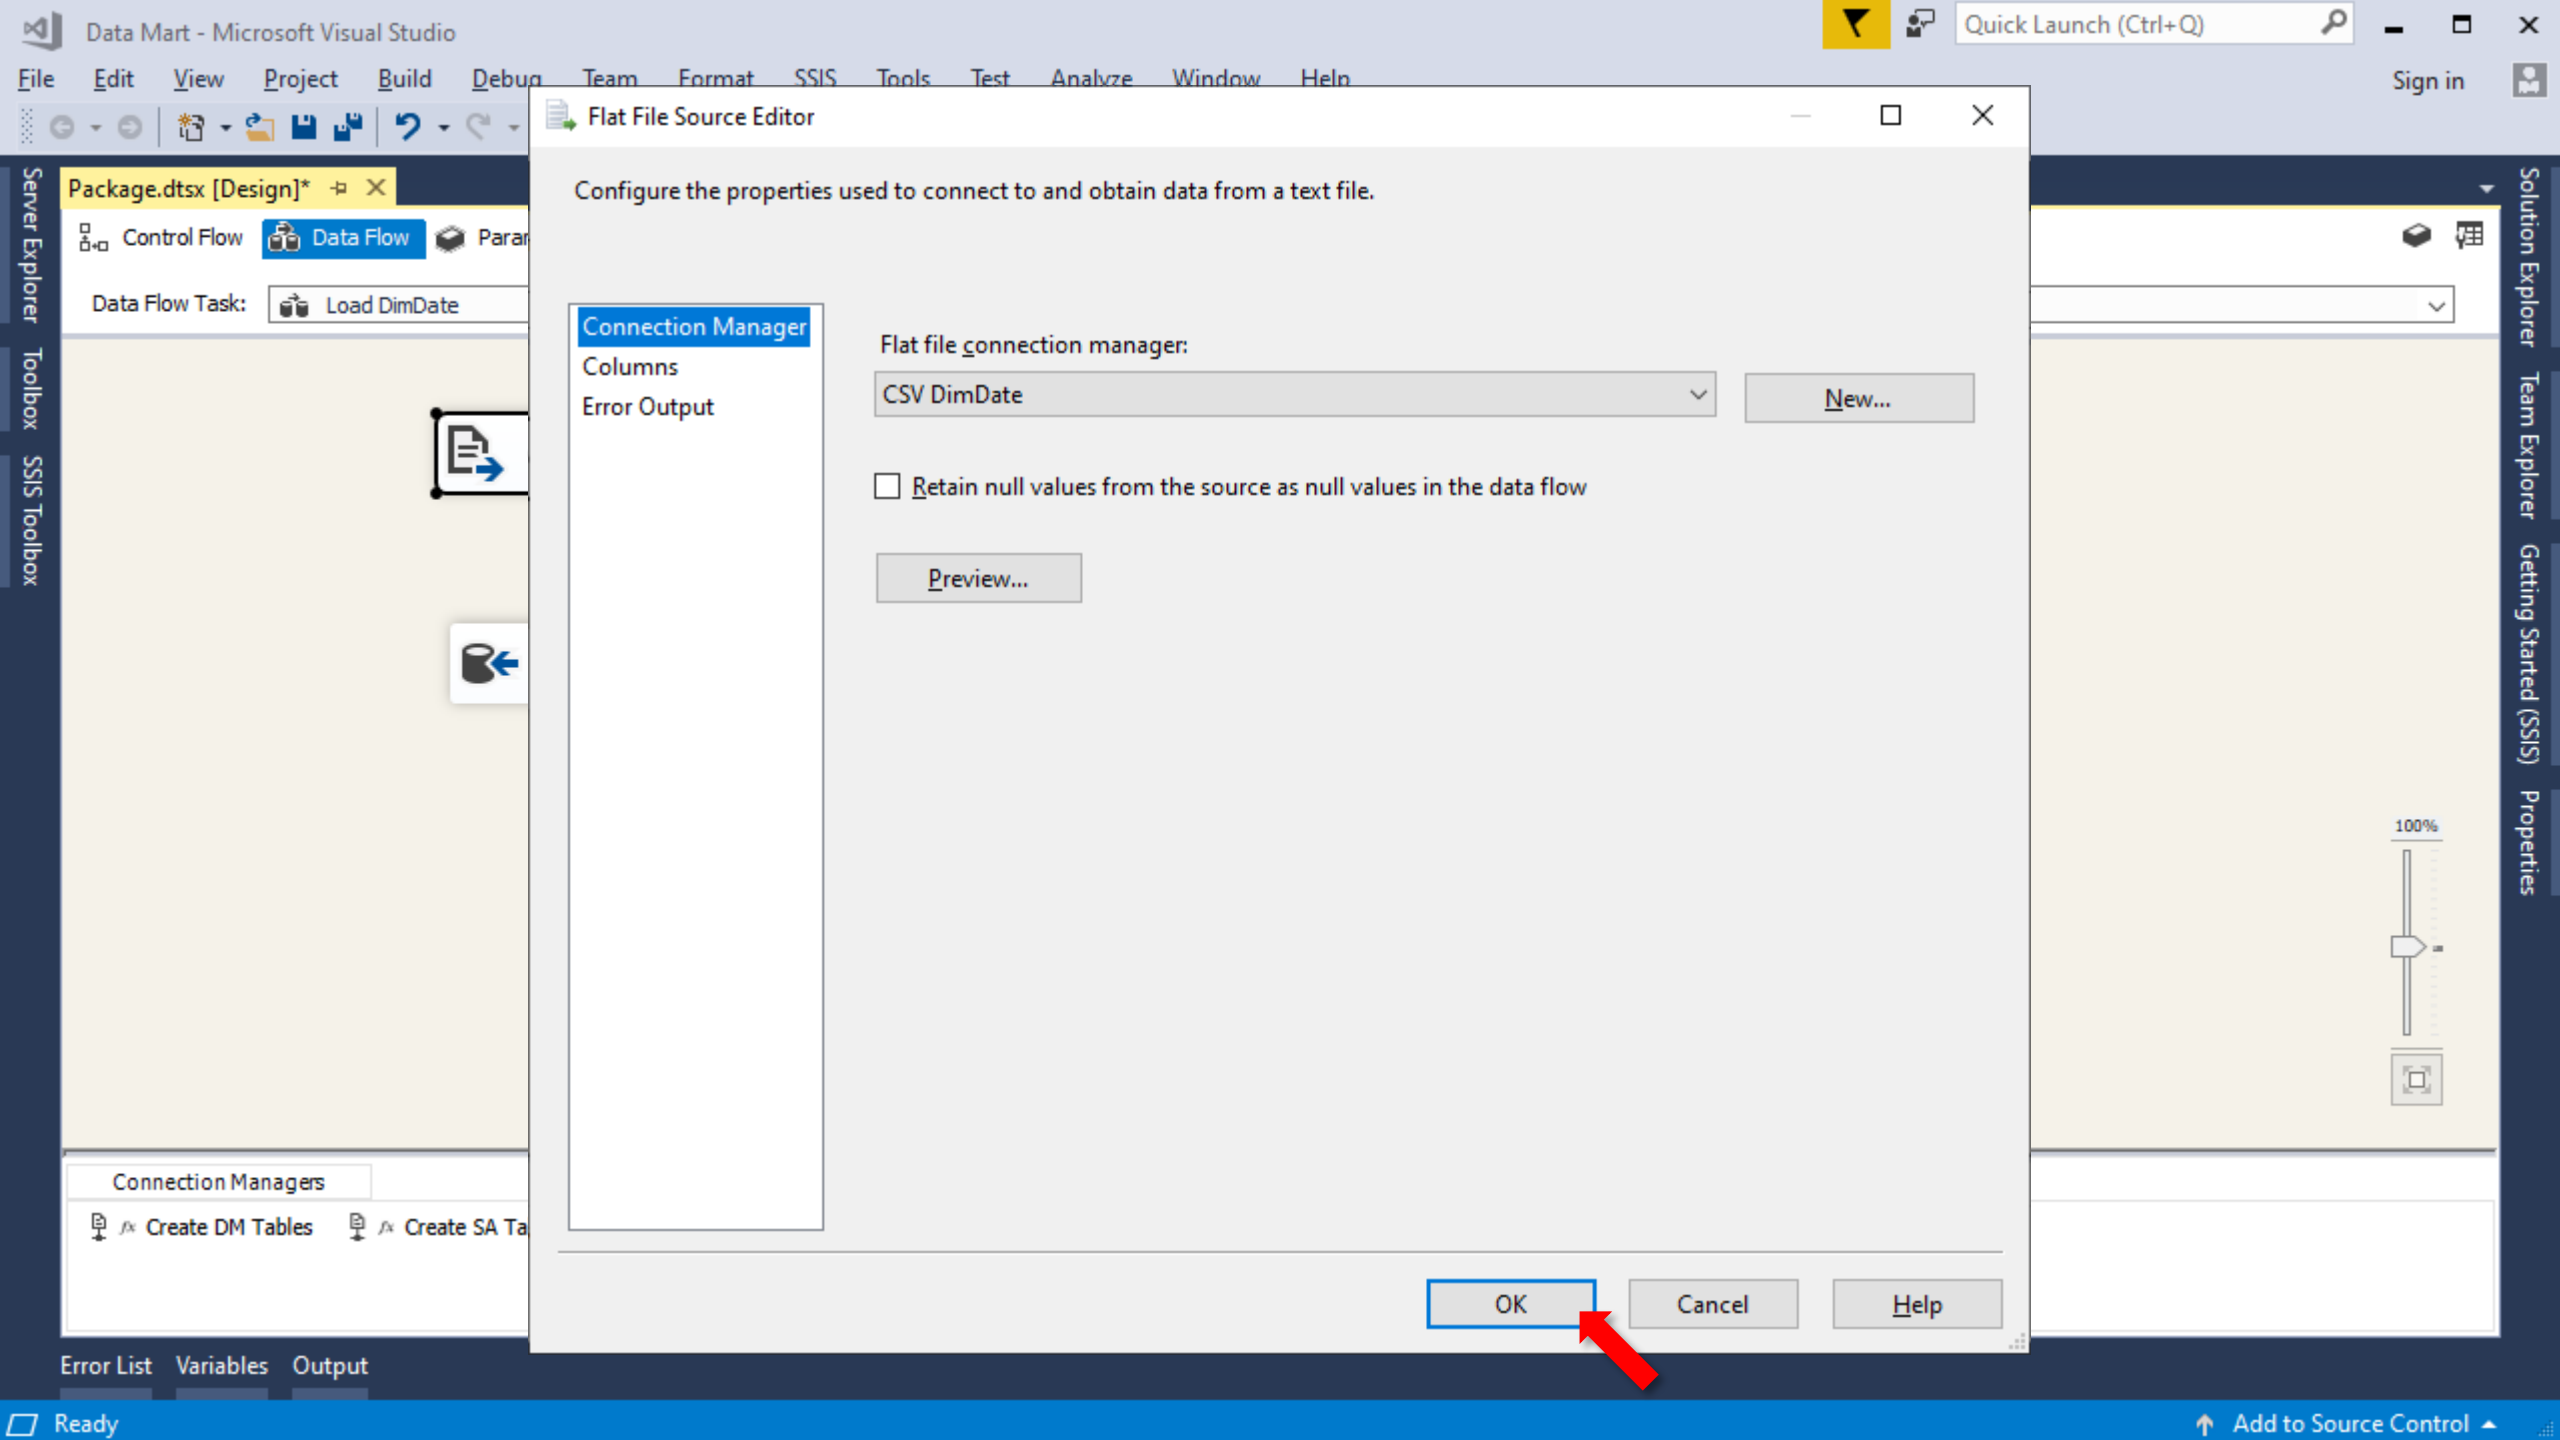 Data Mart - Microsoft Visual Studio
Quick Launch (Ctrl+Q)
File Edit View Project Build Debug Team Format SSIS Tools Test Analyze Window Help
Sign in
Flat File Source Editor
Package.dtsx [Design]*
Configure the properties used to connect to and obtain data from a text file.
Control Flow Data Flow Param
Data Flow Task: Load DimDate
Connection Manager
Columns
Error Output
Flat file connection manager:
CSV DimDate
New...
Retain null values from the source as null values in the data flow
Preview...
Server Explorer
Toolbox
SSIS Toolbox
Solution Explorer
Team Explorer
Getting Started (SSIS)
Properties
100%
Connection Managers
Create DM Tables Create SA Ta
OK Cancel Help
Error List Variables Output
Ready
Add to Source Control